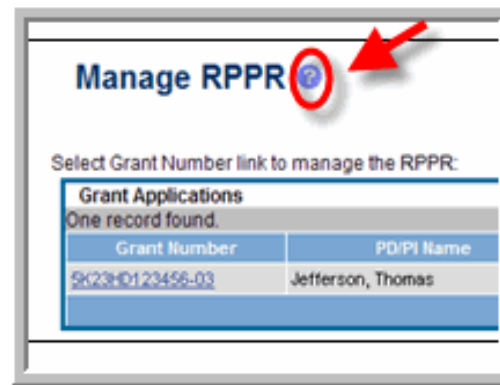 Manage RPPR ?
Select Grant Number link to manage the RPPR:
Grant Applications
One record found.
Grant Number PD/PI Name
5K23HD123456-03 Jefferson, Thomas